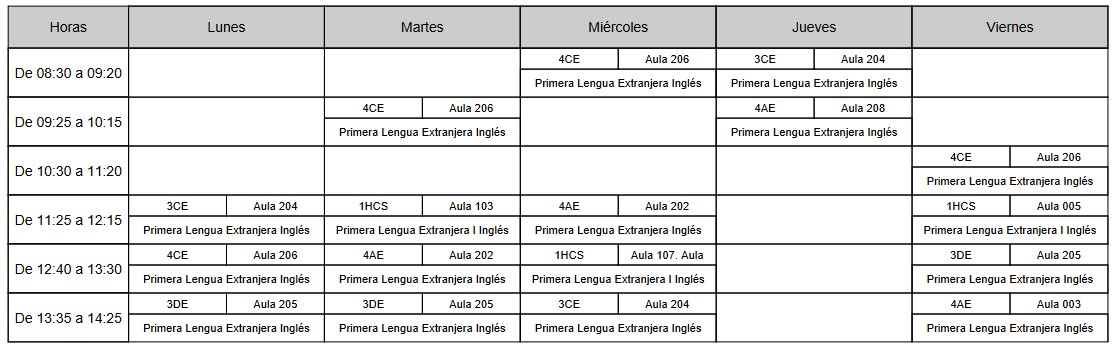 Horas Lunes Martes Miércoles Jueves Viernes
De 08:30 a 09:20
4CE Aula 206
Primera Lengua Extranjera Inglés
3CE Aula 204
Primera Lengua Extranjera Inglés
De 09:25 a 10:15
4CE Aula 206
Primera Lengua Extranjera Inglés
4AE Aula 208
Primera Lengua Extranjera Inglés
De 10:30 a 11:20
4CE Aula 206
Primera Lengua Extranjera Inglés
De 11:25 a 12:15
3CE Aula 204
Primera Lengua Extranjera Inglés
1HCS Aula 103
Primera Lengua Extranjera I Inglés
4AE Aula 202
Primera Lengua Extranjera Inglés
1HCS Aula 005
Primera Lengua Extranjera I Inglés
De 12:40 a 13:30
4CE Aula 206
Primera Lengua Extranjera Inglés
4AE Aula 202
Primera Lengua Extranjera Inglés
1HCS Aula 107. Aula
Primera Lengua Extranjera I Inglés
3DE Aula 205
Primera Lengua Extranjera Inglés
De 13:35 a 14:25
3DE Aula 205
Primera Lengua Extranjera Inglés
3DE Aula 205
Primera Lengua Extranjera Inglés
3CE Aula 204
Primera Lengua Extranjera Inglés
4AE Aula 003
Primera Lengua Extranjera Inglés